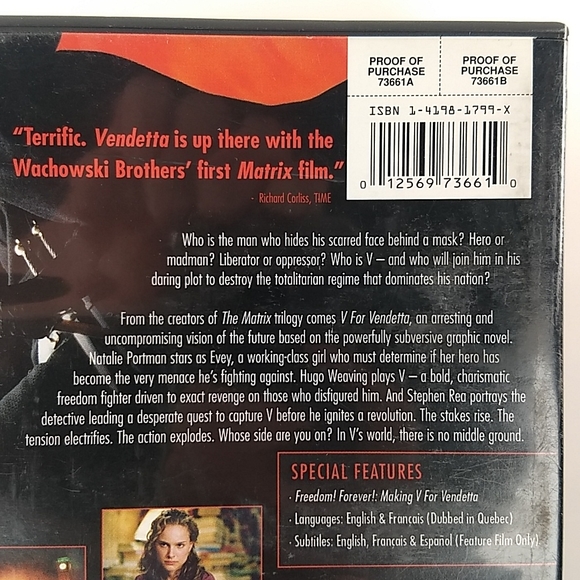 PROOF OF
PURCHASE
73661A
PROOF OF
PURCHASE
73661B
ISBN 1-4198-1799-X
0 12569 73661 0
“Terrific. Vendetta is up there with the
Wachowski Brothers’ first Matrix film.”
- Richard Corliss, TIME
Who is the man who hides his scarred face behind a mask? Hero or
madman? Liberator or oppressor? Who is V – and who will join him in his
daring plot to destroy the totalitarian regime that dominates his nation?
From the creators of The Matrix trilogy comes V For Vendetta, an arresting and
uncompromising vision of the future based on the powerfully subversive graphic novel.
Natalie Portman stars as Evey, a working-class girl who must determine if her hero has
become the very menace he’s fighting against. Hugo Weaving plays V – a bold, charismatic
freedom fighter driven to exact revenge on those who disfigured him. And Stephen Rea portrays the
detective leading a desperate quest to capture V before he ignites a revolution. The stakes rise. The
tension electrifies. The action explodes. Whose side are you on? In V’s world, there is no middle ground.
SPECIAL FEATURES
· Freedom! Forever!: Making V For Vendetta
· Languages: English & Français (Dubbed in Quebec)
· Subtitles: English, Français & Español (Feature Film Only)